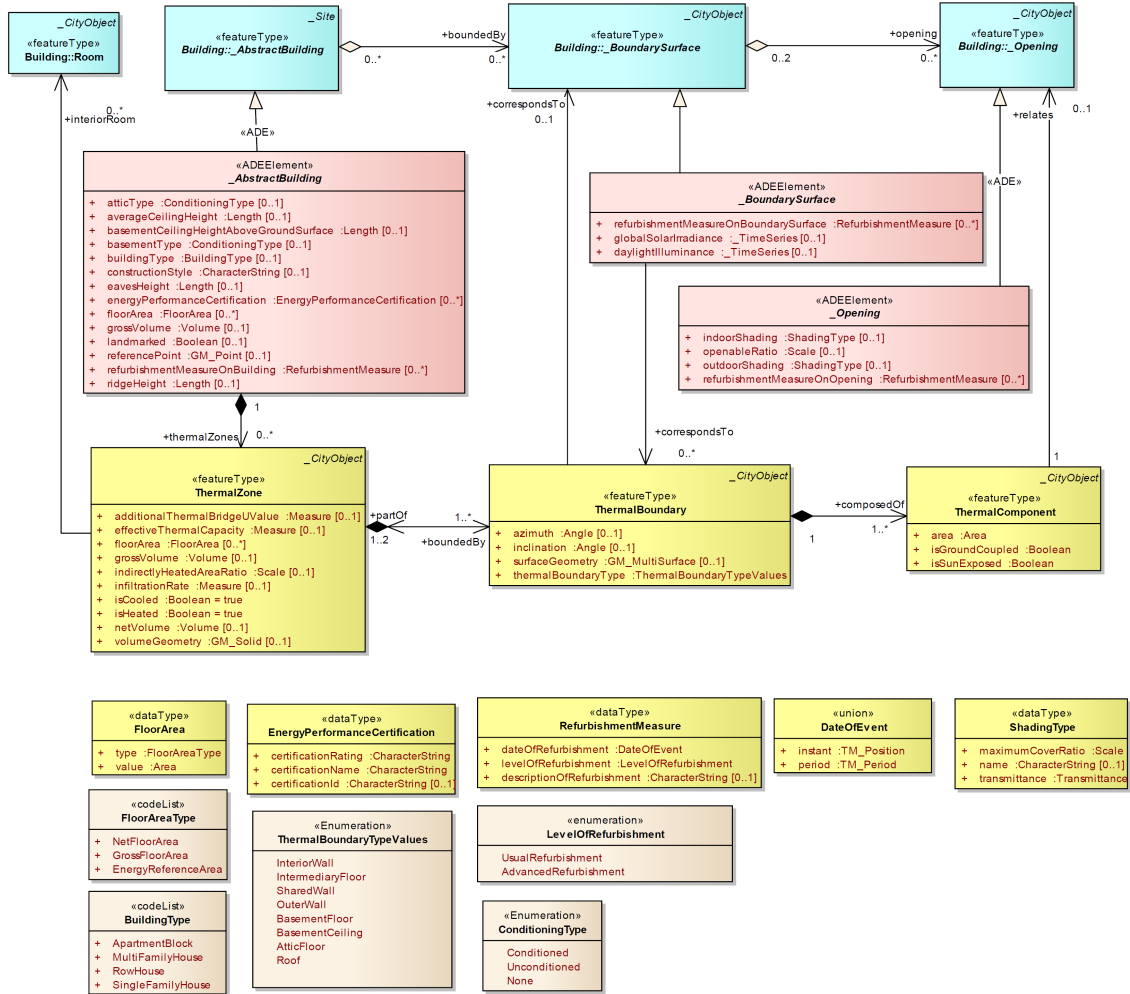 _CityObject
«featureType»
Building::Room
_Site
«featureType»
Building::_AbstractBuilding
+boundedBy
0..*
0..*
_CityObject
«featureType»
Building::_BoundarySurface
+opening
0..2
0..*
_CityObject
«featureType»
Building::_Opening
0..*
+interiorRoom
«ADE»
+correspondsTo
0..1
+relates
0..1
«ADE»
«ADEElement»
_AbstractBuilding
+ atticType :ConditioningType [0..1]
+ averageCeilingHeight :Length [0..1]
+ basementCeilingHeightAboveGroundSurface :Length [0..1]
+ basementType :ConditioningType [0..1]
+ buildingType :BuildingType [0..1]
+ constructionStyle :CharacterString [0..1]
+ eavesHeight :Length [0..1]
+ energyPerformanceCertification :EnergyPerformanceCertification [0..*]
+ floorArea :FloorArea [0..*]
+ grossVolume :Volume [0..1]
+ landmarked :Boolean [0..1]
+ referencePoint :GM_Point [0..1]
+ refurbishmentMeasureOnBuilding :RefurbishmentMeasure [0..*]
+ ridgeHeight :Length [0..1]
«ADEElement»
_BoundarySurface
+ refurbishmentMeasureOnBoundarySurface :RefurbishmentMeasure [0..*]
+ globalSolarIrradiance :_TimeSeries [0..1]
+ daylightIlluminance :_TimeSeries [0..1]
«ADEElement»
_Opening
+ indoorShading :ShadingType [0..1]
+ openableRatio :Scale [0..1]
+ outdoorShading :ShadingType [0..1]
+ refurbishmentMeasureOnOpening :RefurbishmentMeasure [0..*]
1
+thermalZones
0..*
+correspondsTo
0..*
1
_CityObject
«featureType»
ThermalZone
+ additionalThermalBridgeUValue :Measure [0..1]
+ effectiveThermalCapacity :Measure [0..1]
+ floorArea :FloorArea [0..*]
+ grossVolume :Volume [0..1]
+ indirectlyHeatedAreaRatio :Scale [0..1]
+ infiltrationRate :Measure [0..1]
+ isCooled :Boolean = true
+ isHeated :Boolean = true
+ netVolume :Volume [0..1]
+ volumeGeometry :GM_Solid [0..1]
+partOf
1..2
1..*
+boundedBy
_CityObject
«featureType»
ThermalBoundary
+ azimuth :Angle [0..1]
+ inclination :Angle [0..1]
+ surfaceGeometry :GM_MultiSurface [0..1]
+ thermalBoundaryType :ThermalBoundaryTypeValues
+composedOf
1
1..*
_CityObject
«featureType»
ThermalComponent
+ area :Area
+ isGroundCoupled :Boolean
+ isSunExposed :Boolean
«dataType»
FloorArea
+ type :FloorAreaType
+ value :Area
«dataType»
EnergyPerformanceCertification
+ certificationRating :CharacterString
+ certificationName :CharacterString
+ certificationId :CharacterString [0..1]
«dataType»
RefurbishmentMeasure
+ dateOfRefurbishment :DateOfEvent
+ levelOfRefurbishment :LevelOfRefurbishment
+ descriptionOfRefurbishment :CharacterString [0..1]
«union»
DateOfEvent
+ instant :TM_Position
+ period :TM_Period
«dataType»
ShadingType
+ maximumCoverRatio :Scale
+ name :CharacterString [0..1]
+ transmittance :Transmittance
«codeList»
FloorAreaType
+ NetFloorArea
+ GrossFloorArea
+ EnergyReferenceArea
«Enumeration»
ThermalBoundaryTypeValues
InteriorWall
IntermediaryFloor
SharedWall
OuterWall
BasementFloor
BasementCeiling
AtticFloor
Roof
«enumeration»
LevelOfRefurbishment
UsualRefurbishment
AdvancedRefurbishment
«codeList»
BuildingType
+ ApartmentBlock
+ MultiFamilyHouse
+ RowHouse
+ SingleFamilyHouse
«Enumeration»
ConditioningType
Conditioned
Unconditioned
None